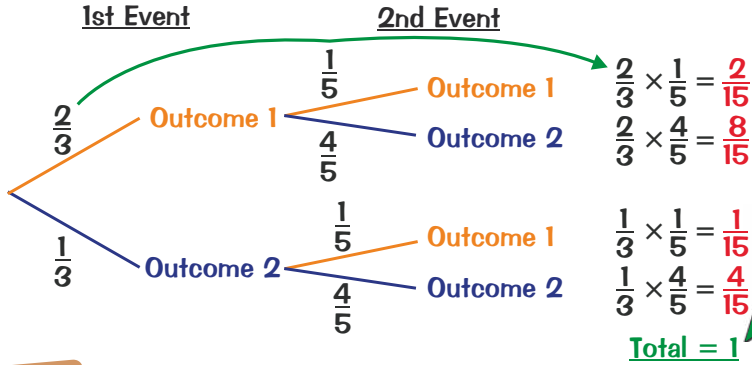 1st Event
2nd Event
2/3
Outcome 1
1/5
Outcome 1
2/3 × 1/5 = 2/15
4/5
Outcome 2
2/3 × 4/5 = 8/15
1/3
Outcome 2
1/5
Outcome 1
1/3 × 1/5 = 1/15
4/5
Outcome 2
1/3 × 4/5 = 4/15
Total = 1